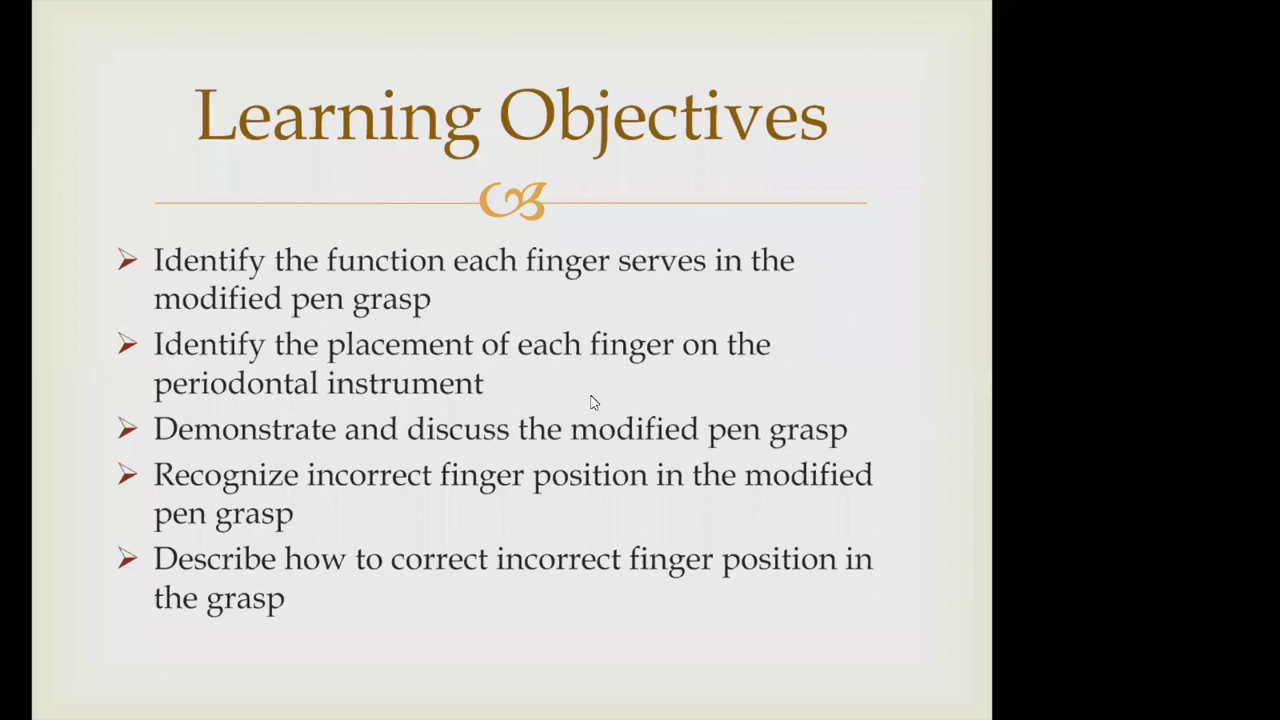 Learning Objectives
Identify the function each finger serves in the
modified pen grasp
Identify the placement of each finger on the
periodontal instrument
Demonstrate and discuss the modified pen grasp
Recognize incorrect finger position in the modified
pen grasp
Describe how to correct incorrect finger position in
the grasp